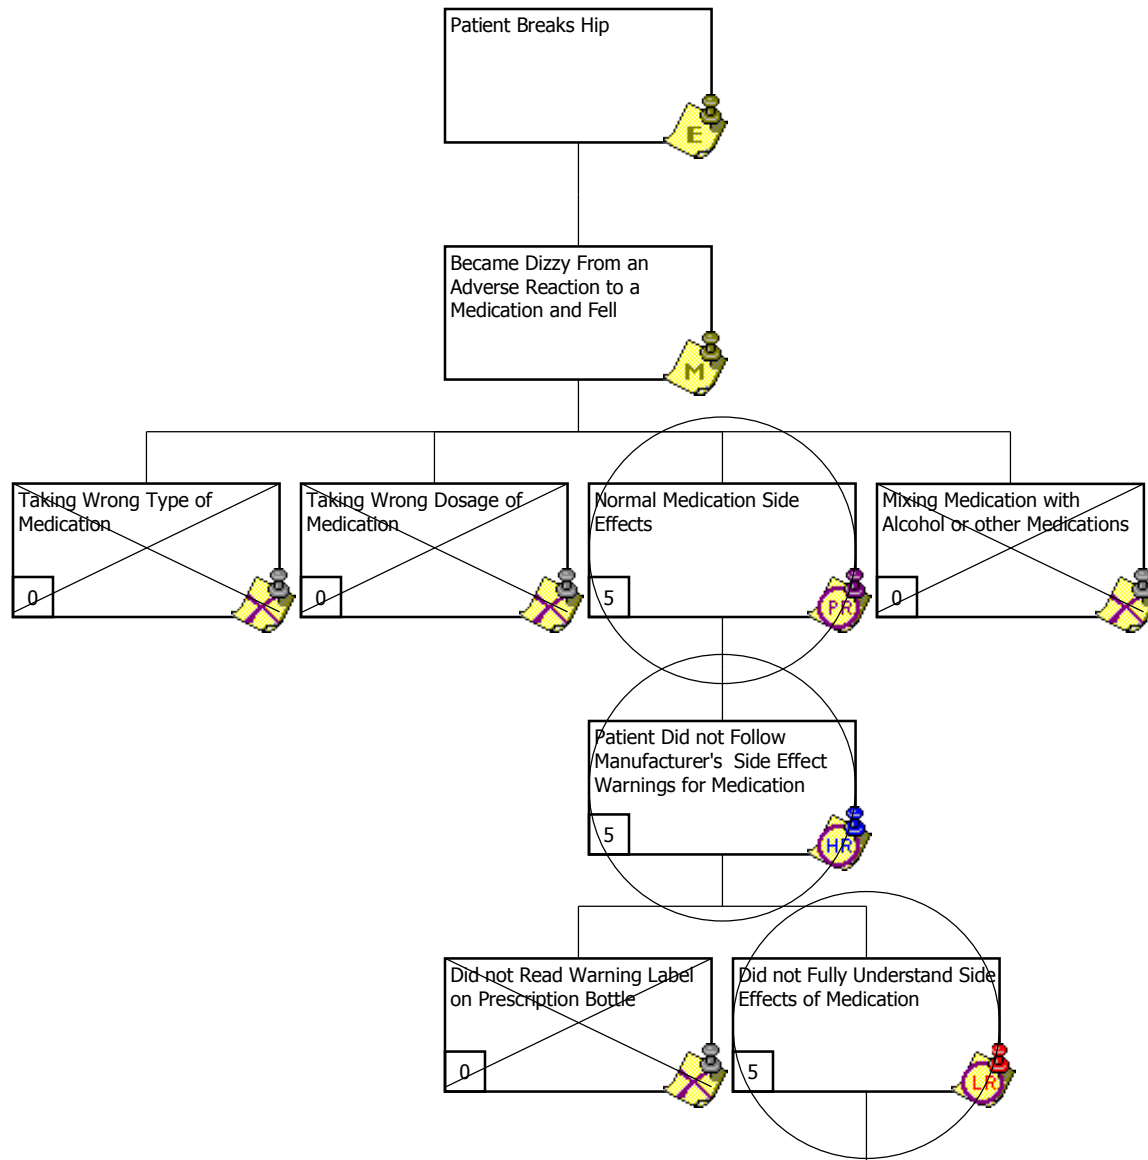 Patient Breaks Hip
E
Became Dizzy From an
Adverse Reaction to a
Medication and Fell
M
Taking Wrong Type of
Medication
0
Taking Wrong Dosage of
Medication
0
Normal Medication Side
Effects
5
PR
Mixing Medication with
Alcohol or other Medications
0
Patient Did not Follow
Manufacturer's  Side Effect
Warnings for Medication
5
HR
Did not Read Warning Label
on Prescription Bottle
0
Did not Fully Understand Side
Effects of Medication
5
LR